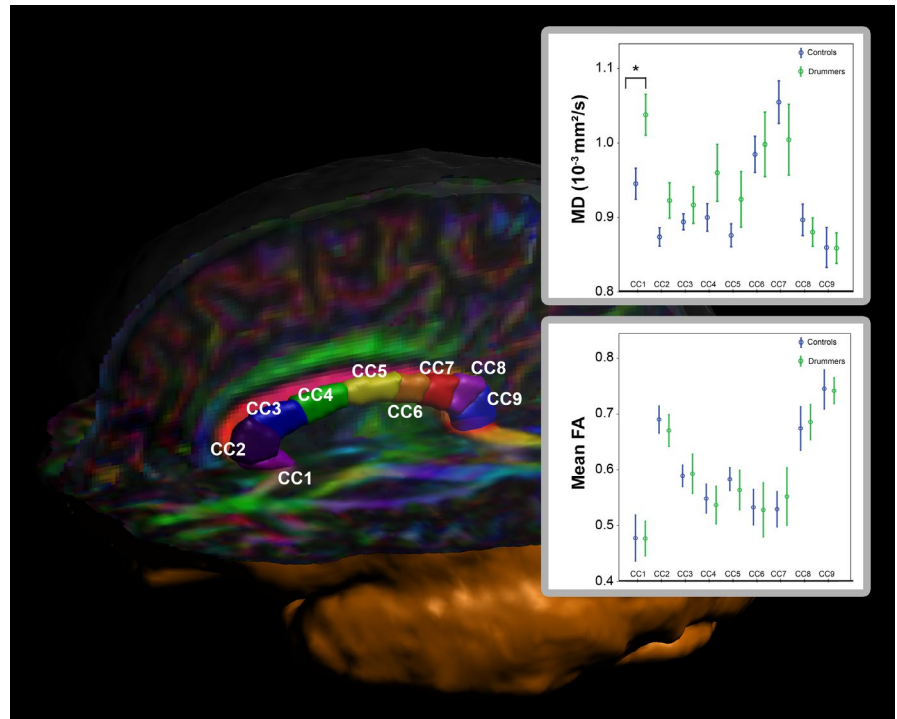 CC1
CC2
CC3
CC4
CC5
CC6
CC7
CC8
CC9
MD (10⁻³ mm²/s)
Controls
Drummers
*
1.1
1.0
0.9
0.8
CC1 CC2 CC3 CC4 CC5 CC6 CC7 CC8 CC9
Mean FA
Controls
Drummers
0.8
0.7
0.6
0.5
0.4
CC1 CC2 CC3 CC4 CC5 CC6 CC7 CC8 CC9